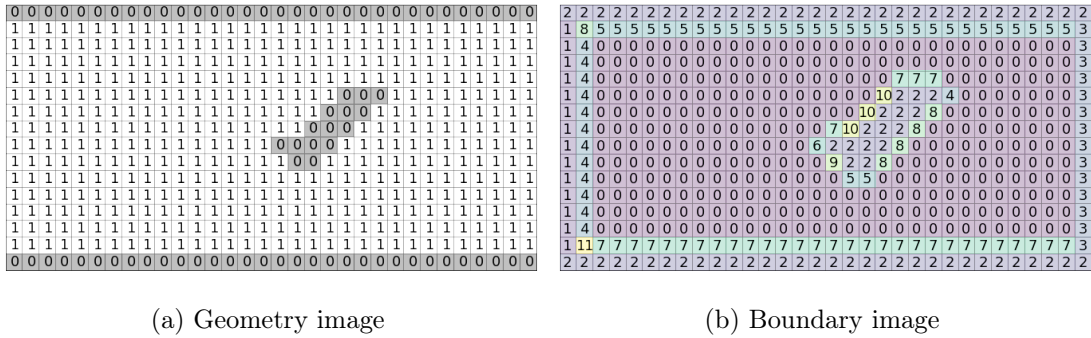 0 0 0 0 0 0 0 0 0 0 0 0 0 0 0 0 0 0 0 0 0 0 0 0 0 0 0 0 0 0 0 0
1 1 1 1 1 1 1 1 1 1 1 1 1 1 1 1 1 1 1 1 1 1 1 1 1 1 1 1 1 1 1 1
1 1 1 1 1 1 1 1 1 1 1 1 1 1 1 1 1 1 1 1 1 1 1 1 1 1 1 1 1 1 1 1
1 1 1 1 1 1 1 1 1 1 1 1 1 1 1 1 1 1 1 1 1 1 1 1 1 1 1 1 1 1 1 1
1 1 1 1 1 1 1 1 1 1 1 1 1 1 1 1 1 1 1 1 1 1 1 1 1 1 1 1 1 1 1 1
1 1 1 1 1 1 1 1 1 1 1 1 1 1 1 1 1 1 1 1 0 0 0 1 1 1 1 1 1 1 1 1
1 1 1 1 1 1 1 1 1 1 1 1 1 1 1 1 1 1 1 0 0 0 1 1 1 1 1 1 1 1 1 1
1 1 1 1 1 1 1 1 1 1 1 1 1 1 1 1 1 1 0 0 0 1 1 1 1 1 1 1 1 1 1 1
1 1 1 1 1 1 1 1 1 1 1 1 1 1 1 1 0 0 0 0 1 1 1 1 1 1 1 1 1 1 1 1
1 1 1 1 1 1 1 1 1 1 1 1 1 1 1 1 1 0 0 1 1 1 1 1 1 1 1 1 1 1 1 1
1 1 1 1 1 1 1 1 1 1 1 1 1 1 1 1 1 1 1 1 1 1 1 1 1 1 1 1 1 1 1 1
1 1 1 1 1 1 1 1 1 1 1 1 1 1 1 1 1 1 1 1 1 1 1 1 1 1 1 1 1 1 1 1
1 1 1 1 1 1 1 1 1 1 1 1 1 1 1 1 1 1 1 1 1 1 1 1 1 1 1 1 1 1 1 1
1 1 1 1 1 1 1 1 1 1 1 1 1 1 1 1 1 1 1 1 1 1 1 1 1 1 1 1 1 1 1 1
1 1 1 1 1 1 1 1 1 1 1 1 1 1 1 1 1 1 1 1 1 1 1 1 1 1 1 1 1 1 1 1
0 0 0 0 0 0 0 0 0 0 0 0 0 0 0 0 0 0 0 0 0 0 0 0 0 0 0 0 0 0 0 0
(a) Geometry image
2 2 2 2 2 2 2 2 2 2 2 2 2 2 2 2 2 2 2 2 2 2 2 2 2 2 2 2 2 2 2 2
1 8 5 5 5 5 5 5 5 5 5 5 5 5 5 5 5 5 5 5 5 5 5 5 5 5 5 5 5 5 5 3
1 4 0 0 0 0 0 0 0 0 0 0 0 0 0 0 0 0 0 0 0 0 0 0 0 0 0 0 0 0 0 3
1 4 0 0 0 0 0 0 0 0 0 0 0 0 0 0 0 0 0 0 0 0 0 0 0 0 0 0 0 0 0 3
1 4 0 0 0 0 0 0 0 0 0 0 0 0 0 0 0 0 0 0 7 7 7 0 0 0 0 0 0 0 0 3
1 4 0 0 0 0 0 0 0 0 0 0 0 0 0 0 0 0 0 10 2 2 2 4 0 0 0 0 0 0 0 3
1 4 0 0 0 0 0 0 0 0 0 0 0 0 0 0 0 0 10 2 2 2 8 0 0 0 0 0 0 0 0 3
1 4 0 0 0 0 0 0 0 0 0 0 0 0 0 0 7 10 2 2 2 8 0 0 0 0 0 0 0 0 0 3
1 4 0 0 0 0 0 0 0 0 0 0 0 0 0 6 2 2 2 2 8 0 0 0 0 0 0 0 0 0 0 3
1 4 0 0 0 0 0 0 0 0 0 0 0 0 0 0 9 2 2 8 0 0 0 0 0 0 0 0 0 0 0 3
1 4 0 0 0 0 0 0 0 0 0 0 0 0 0 0 0 5 5 0 0 0 0 0 0 0 0 0 0 0 0 3
1 4 0 0 0 0 0 0 0 0 0 0 0 0 0 0 0 0 0 0 0 0 0 0 0 0 0 0 0 0 0 3
1 4 0 0 0 0 0 0 0 0 0 0 0 0 0 0 0 0 0 0 0 0 0 0 0 0 0 0 0 0 0 3
1 4 0 0 0 0 0 0 0 0 0 0 0 0 0 0 0 0 0 0 0 0 0 0 0 0 0 0 0 0 0 3
1 11 7 7 7 7 7 7 7 7 7 7 7 7 7 7 7 7 7 7 7 7 7 7 7 7 7 7 7 7 7 3
2 2 2 2 2 2 2 2 2 2 2 2 2 2 2 2 2 2 2 2 2 2 2 2 2 2 2 2 2 2 2 2
(b) Boundary image